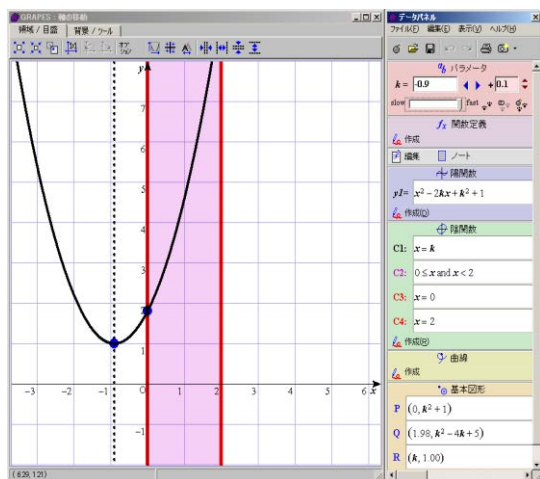 GRAPES : 軸の移動
領域 / 目盛 背景 / ツール
y
7
6
5
4
3
1
-3 -2 -1 0 1 2 3 4 5 6 x
-1
(6.29, 1.21)
データパネル
ファイル(F) 編集(E) 表示(V) ヘルプ(H)
パラメータ
k = -0.9 +0.1
slow fast
fx 関数定義
作成
編集 ノート
陽関数
y1= x² − 2kx + k² + 1
作成(D)
陰関数
C1: x = k
C2: 0 ≤ x and x < 2
C3: x = 0
C4: x = 2
作成(R)
曲線
作成
基本図形
P (0, k² + 1)
Q (1.98, k² − 4k + 5)
R (k, 1.00)